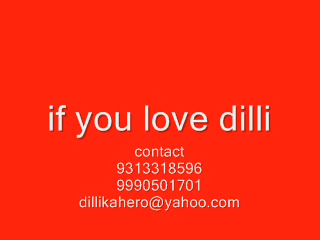 if you love dilli
contact
9313318596
9990501701
dillikahero@yahoo.com